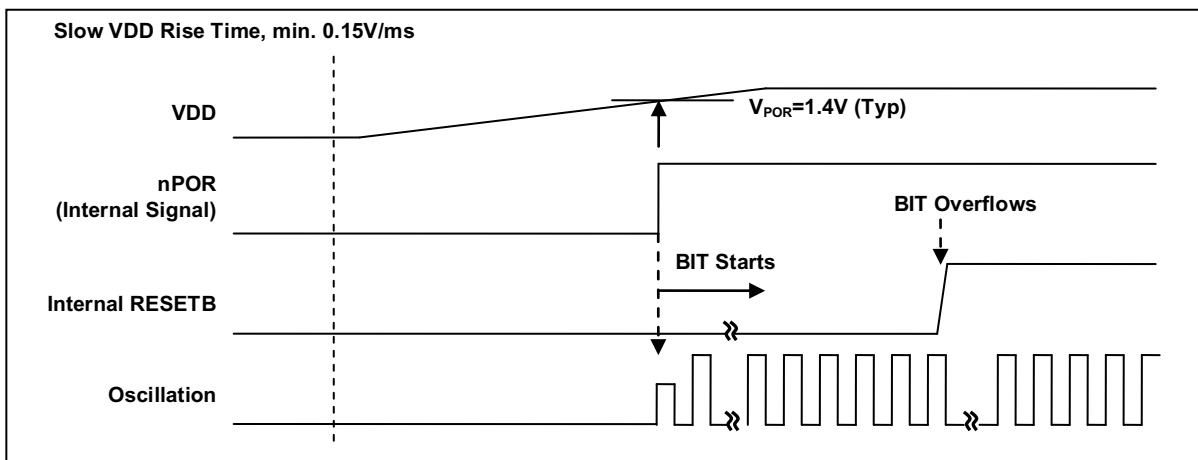 Slow VDD Rise Time, min. 0.15V/ms
VDD
VPOR=1.4V (Typ)
nPOR
(Internal Signal)
BIT Overflows
BIT Starts
Internal RESETB
Oscillation